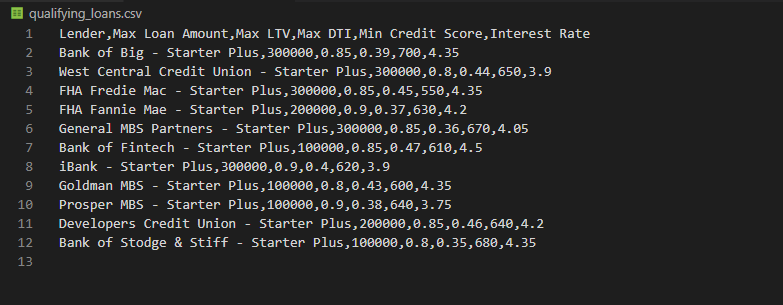 qualifying_loans.csv
1 Lender,Max Loan Amount,Max LTV,Max DTI,Min Credit Score,Interest Rate
2 Bank of Big - Starter Plus,300000,0.85,0.39,700,4.35
3 West Central Credit Union - Starter Plus,300000,0.8,0.44,650,3.9
4 FHA Fredie Mac - Starter Plus,300000,0.85,0.45,550,4.35
5 FHA Fannie Mae - Starter Plus,200000,0.9,0.37,630,4.2
6 General MBS Partners - Starter Plus,300000,0.85,0.36,670,4.05
7 Bank of Fintech - Starter Plus,100000,0.85,0.47,610,4.5
8 iBank - Starter Plus,300000,0.9,0.4,620,3.9
9 Goldman MBS - Starter Plus,100000,0.8,0.43,600,4.35
10 Prosper MBS - Starter Plus,100000,0.9,0.38,640,3.75
11 Developers Credit Union - Starter Plus,200000,0.85,0.46,640,4.2
12 Bank of Stodge & Stiff - Starter Plus,100000,0.8,0.35,680,4.35
13